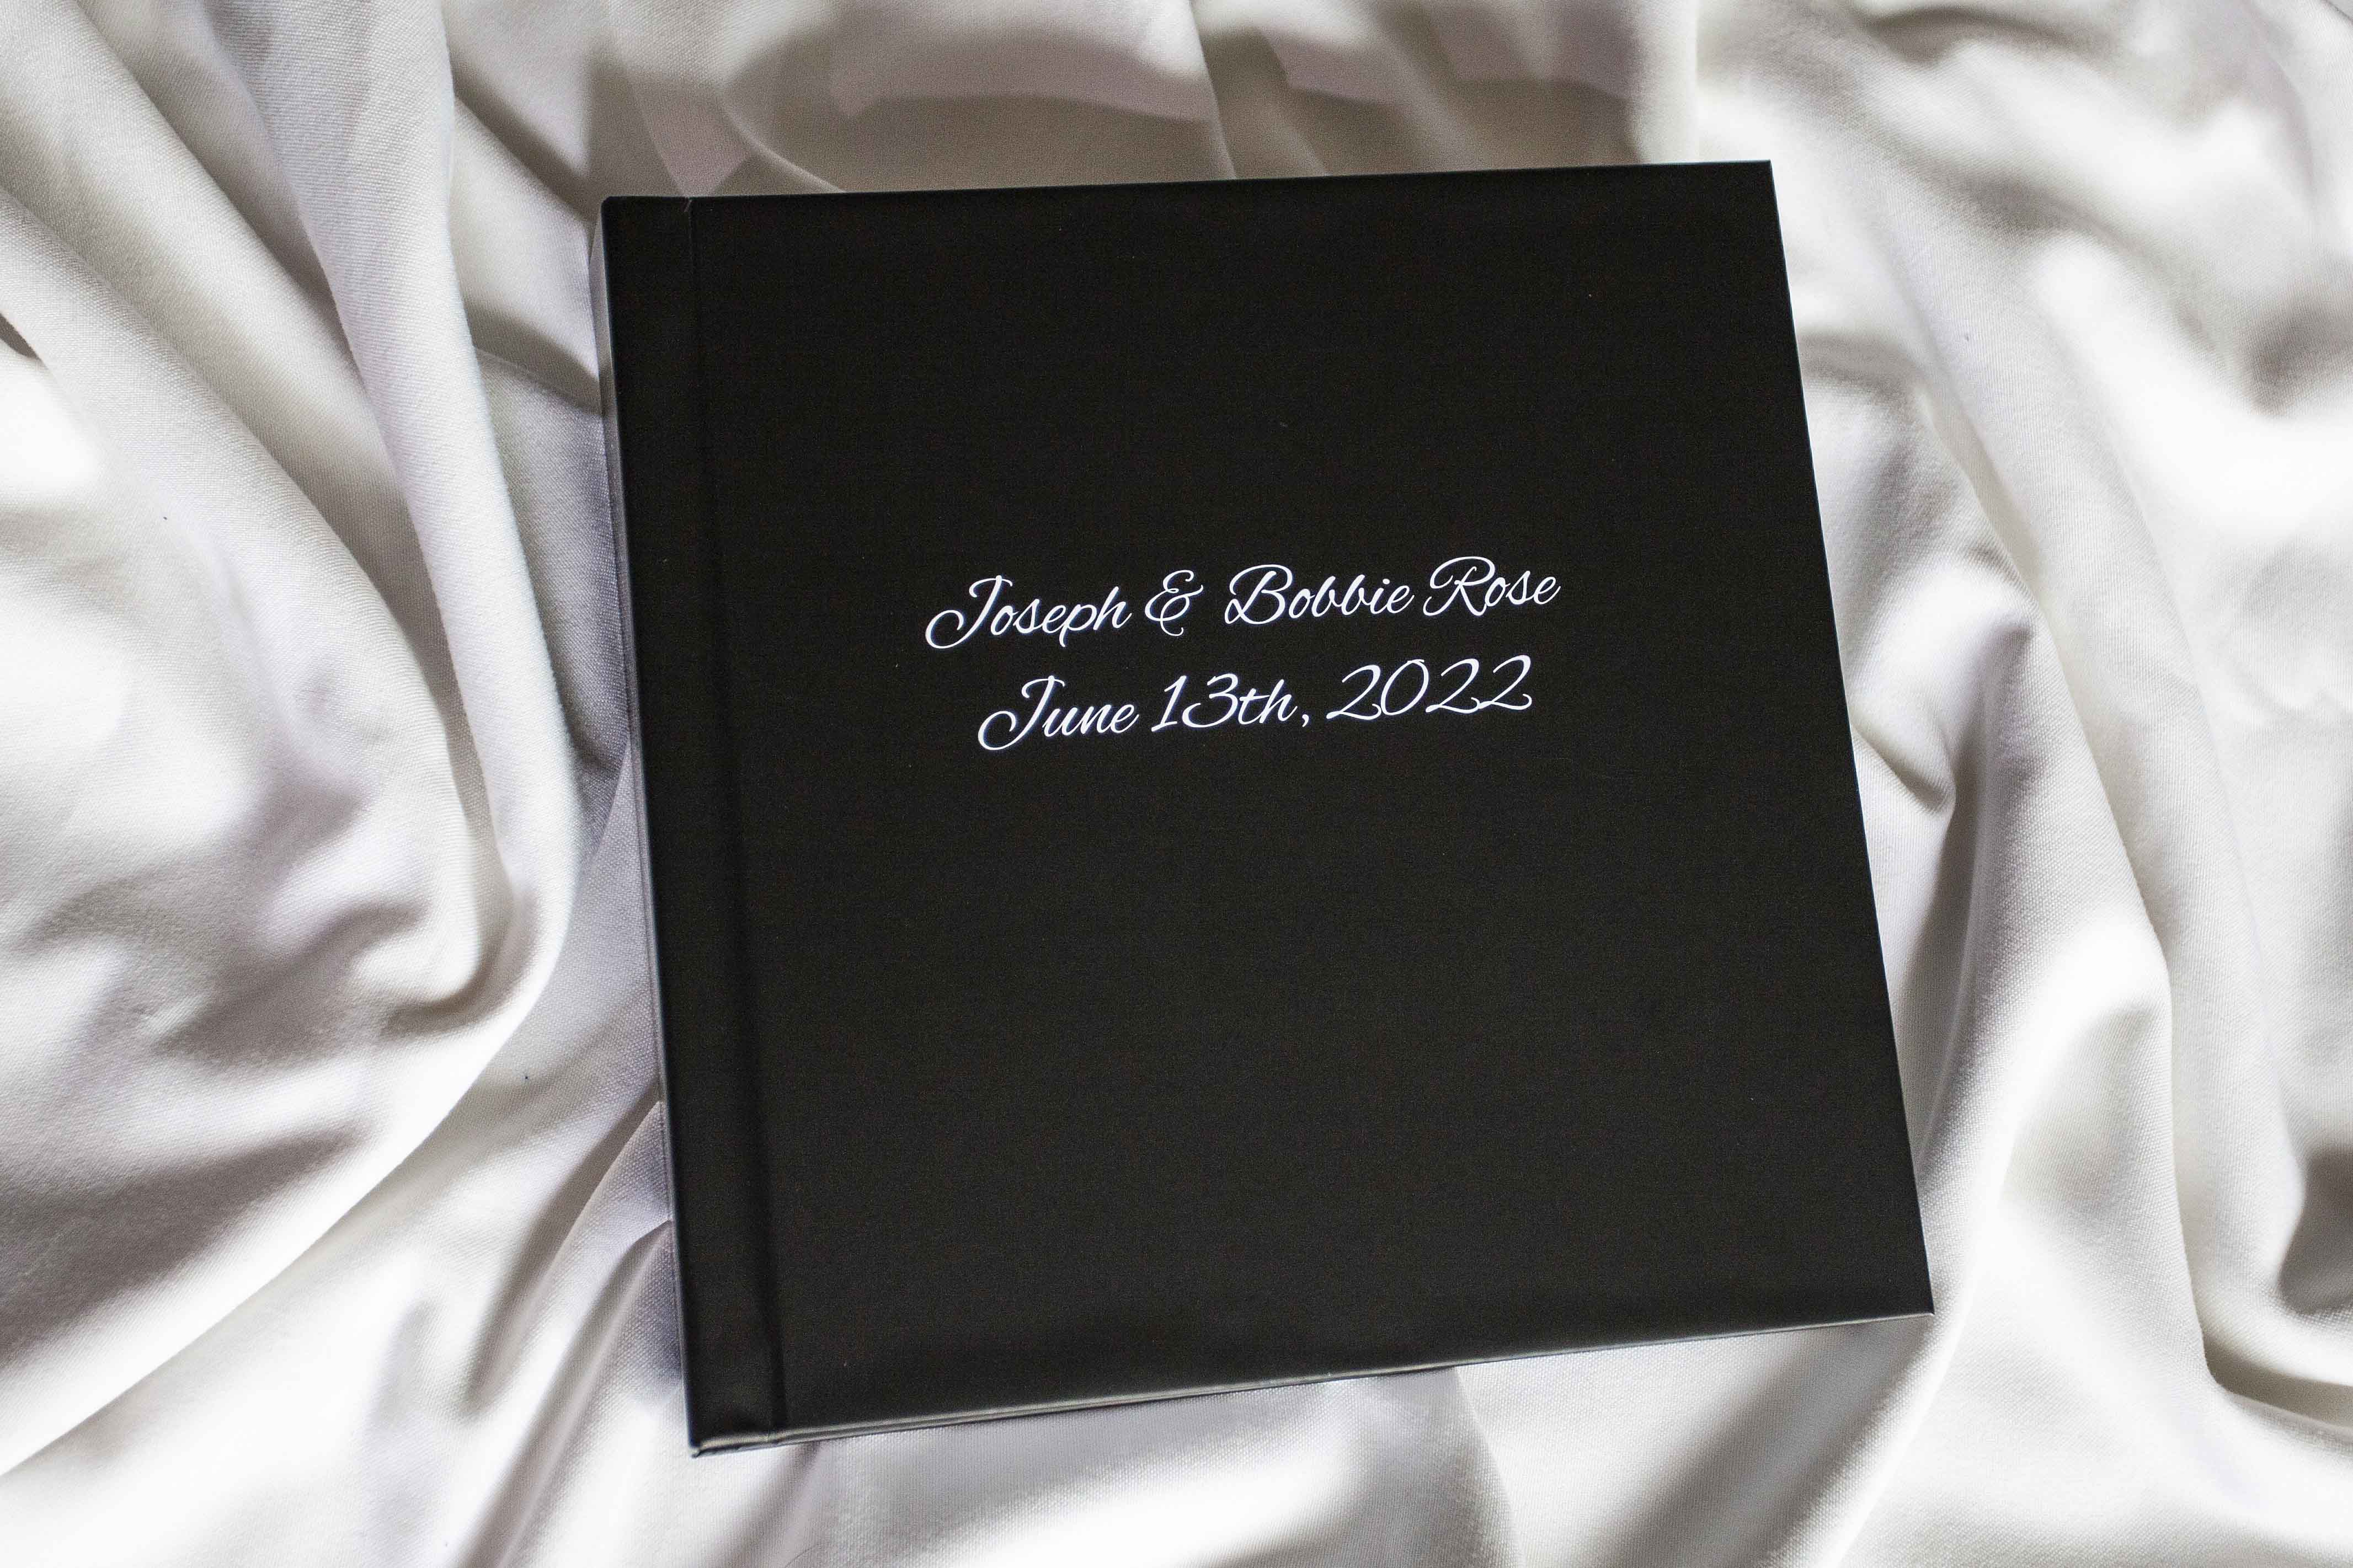 Joseph & Bobbie Rose
June 13th, 2022